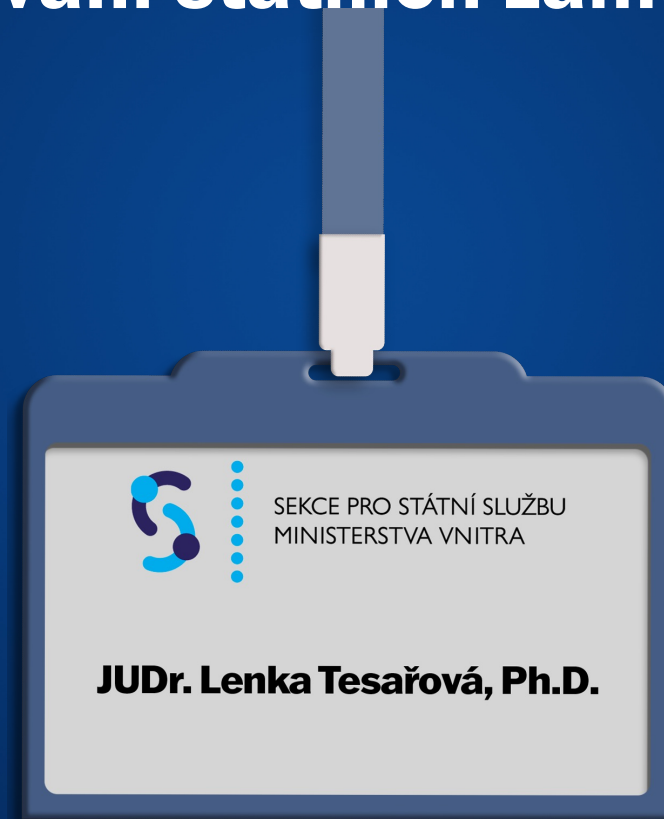 SEKCE PRO STÁTNÍ SLUŽBU
MINISTERSTVA VNITRA
JUDr. Lenka Tesařová, Ph.D.